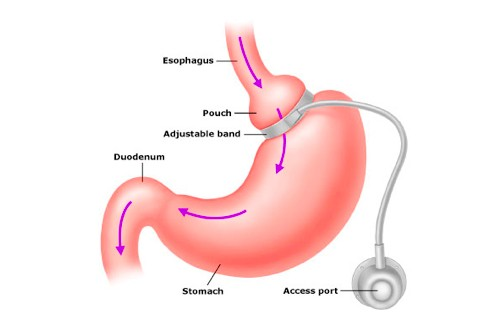 Esophagus
Pouch
Adjustable band
Duodenum
Stomach
Access port